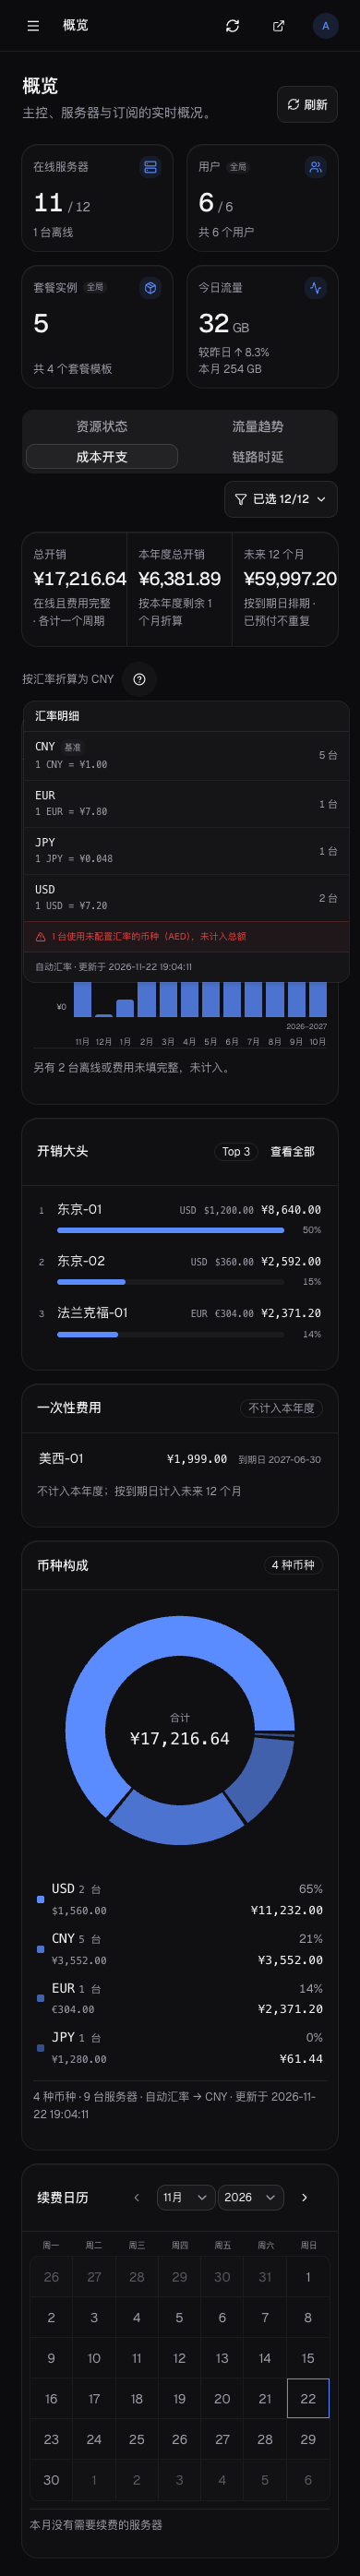 概览
A
概览
主控、服务器与订阅的实时概况。
刷新
在线服务器
11 / 12
1 台离线
用户 全局
6 / 6
共 6 个用户
套餐实例 全局
5
共 4 个套餐模板
今日流量
32 GB
较昨日 ↑ 8.3%
本月 254 GB
资源状态
流量趋势
成本开支
链路时延
已选 12/12
总开销
¥17,216.64
在线且费用完整
· 各计一个周期
本年度总开销
¥6,381.89
按本年度剩余 1
个月折算
未来 12 个月
¥59,997.20
按到期日排期 ·
已预付不重复
按汇率折算为 CNY
汇率明细
CNY 基准
1 CNY = ¥1.00
5 台
EUR
1 EUR = ¥7.80
1 台
JPY
1 JPY = ¥0.048
1 台
USD
1 USD = ¥7.20
2 台
1 台使用未配置汇率的币种（AED），未计入总额
自动汇率 · 更新于 2026-11-22 19:04:11
¥0
11月 12月 1月 2月 3月 4月 5月 6月 7月 8月 9月 10月
2026-2027
另有 2 台离线或费用未填完整，未计入。
开销大头
Top 3
查看全部
1 东京-01 USD $1,200.00 ¥8,640.00
50%
2 东京-02 USD $360.00 ¥2,592.00
15%
3 法兰克福-01 EUR €304.00 ¥2,371.20
14%
一次性费用
不计入本年度
美西-01 ¥1,999.00 到期日 2027-06-30
不计入本年度；按到期日计入未来 12 个月
币种构成
4 种币种
合计
¥17,216.64
USD 2 台 65%
$1,560.00 ¥11,232.00
CNY 5 台 21%
¥3,552.00 ¥3,552.00
EUR 1 台 14%
€304.00 ¥2,371.20
JPY 1 台 0%
¥1,280.00 ¥61.44
4 种币种 · 9 台服务器 · 自动汇率 → CNY · 更新于 2026-11-
22 19:04:11
续费日历
11月
2026
周一 周二 周三 周四 周五 周六 周日
26 27 28 29 30 31 1
2 3 4 5 6 7 8
9 10 11 12 13 14 15
16 17 18 19 20 21 22
23 24 25 26 27 28 29
30 1 2 3 4 5 6
本月没有需要续费的服务器